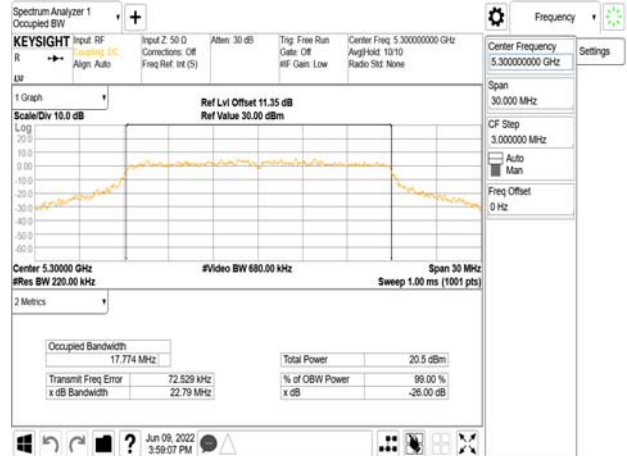 Spectrum Analyzer 1
Occupied BW
Frequency
KEYSIGHT
R
Input: RF
Coupling: DC
Align: Auto
Input Z: 50 Ω
Corrections: Off
Freq Ref: Int (S)
Atten: 30 dB
Trig: Free Run
Gate: Off
#IF Gain: Low
Center Freq: 5.300000000 GHz
Avg|Hold: 10/10
Radio Std: None
Center Frequency
5.300000000 GHz
Settings
Span
30.000 MHz
CF Step
3.000000 MHz
Auto
Man
Freq Offset
0 Hz
1 Graph
Scale/Div 10.0 dB
Ref Lvl Offset 11.35 dB
Ref Value 30.00 dBm
Log
20.0
10.0
0.00
-10.0
-20.0
-30.0
-40.0
-50.0
-60.0
Center 5.30000 GHz
#Res BW 220.00 kHz
#Video BW 680.00 kHz
Span 30 MHz
Sweep 1.00 ms (1001 pts)
2 Metrics
Occupied Bandwidth
17.774 MHz
Total Power 20.5 dBm
Transmit Freq Error 72.529 kHz
% of OBW Power 99.00 %
x dB Bandwidth 22.79 MHz
x dB -26.00 dB
Jun 09, 2022
3:59:07 PM